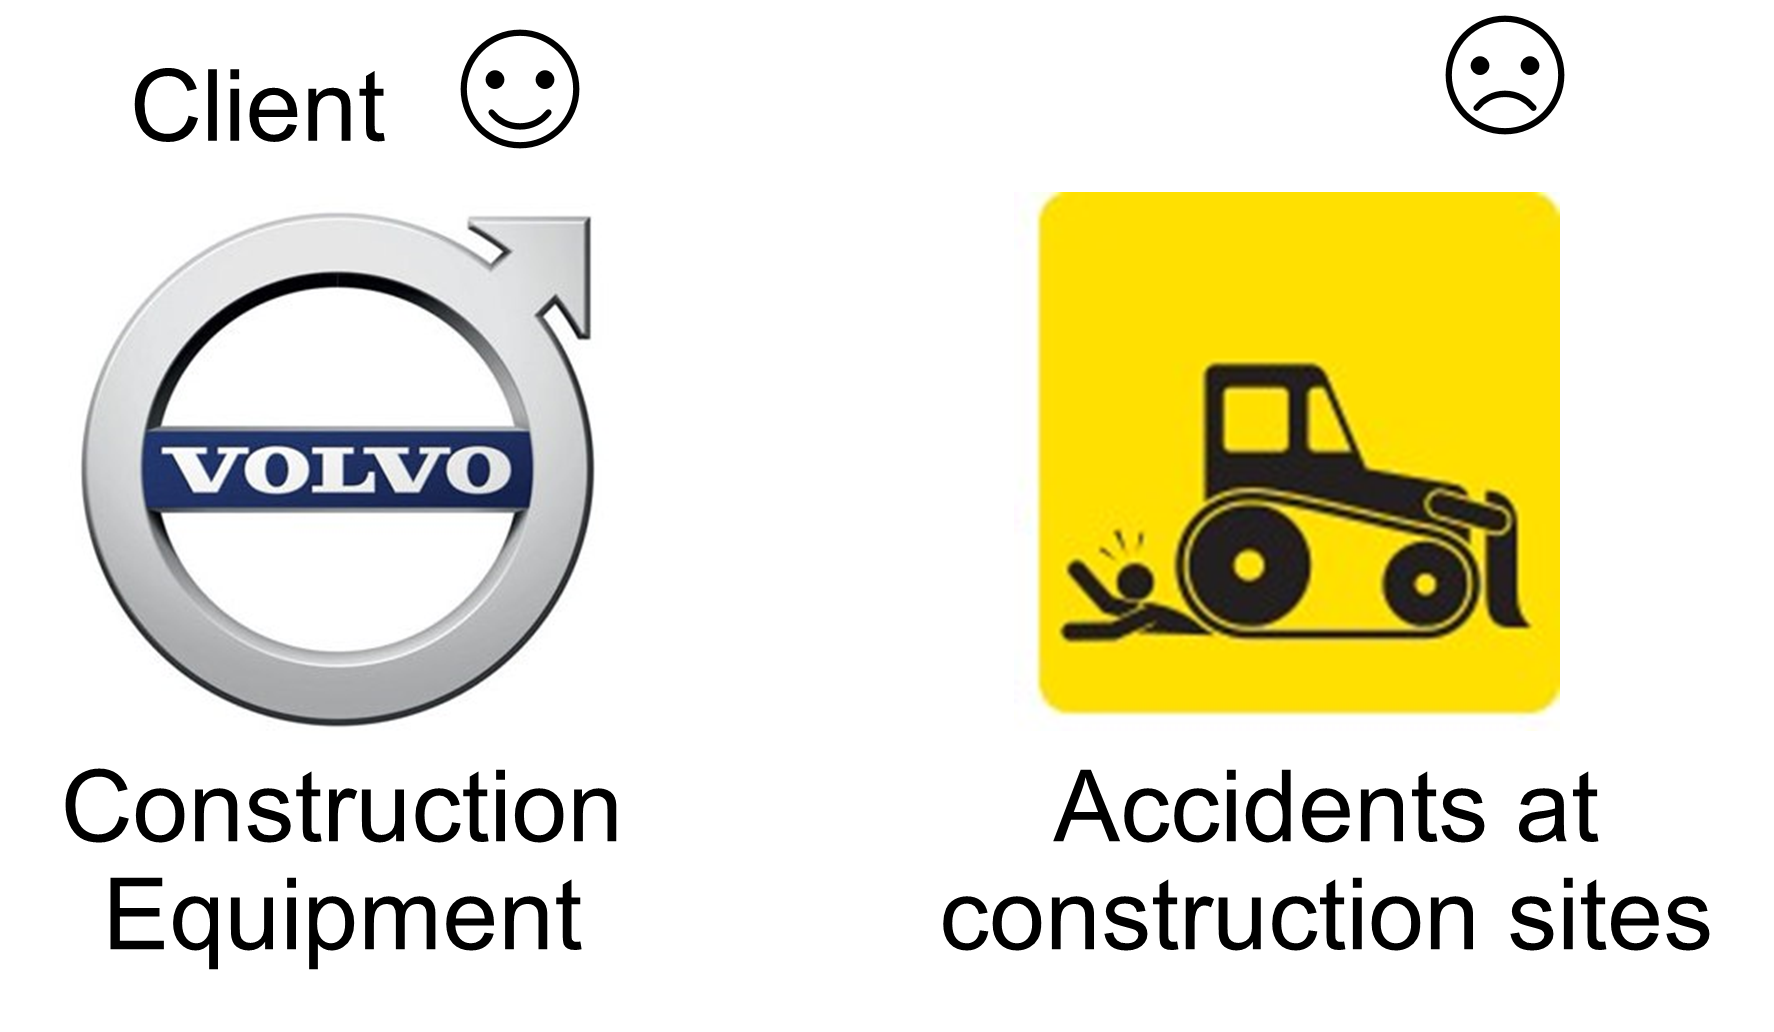 Client
VOLVO
Construction
Equipment
Accidents at
construction sites